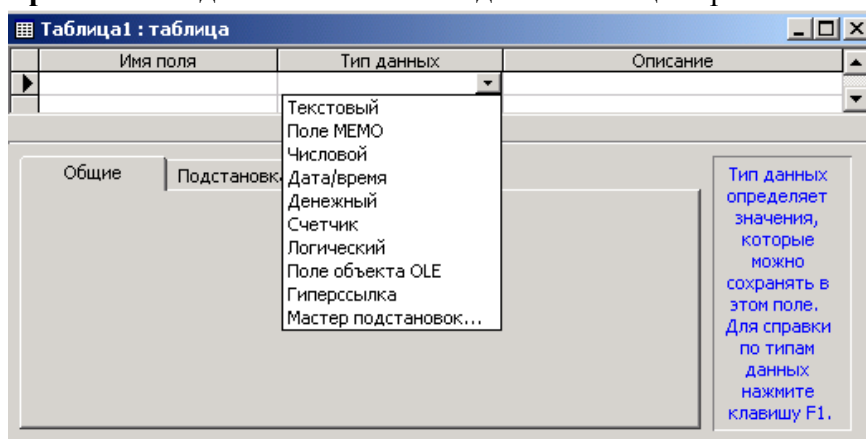 Таблица1 : таблица
Имя поля Тип данных Описание
Текстовый
Поле МЕМО
Числовой
Дата/время
Денежный
Счетчик
Логический
Поле объекта OLE
Гиперссылка
Мастер подстановок...
Общие Подстановк
Тип данных
определяет
значения,
которые
можно
сохранять в
этом поле.
Для справки
по типам
данных
нажмите
клавишу F1.